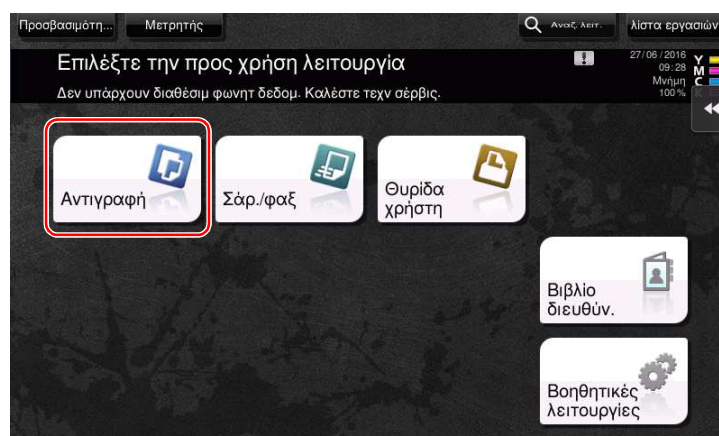 Προσβασιμότη...
Μετρητής
Αναζ. λειτ.
λίστα εργασιών
Επιλέξτε την προς χρήση λειτουργία
Δεν υπάρχουν διαθέσιμ φωνητ δεδομ. Καλέστε τεχν σέρβις.
27/06/2016
09:28
Μνήμη
100%
Y
M
C
K
Αντιγραφή
Σάρ./φαξ
Θυρίδα
χρήστη
Βιβλίο
διευθύν.
Βοηθητικές
λειτουργίες